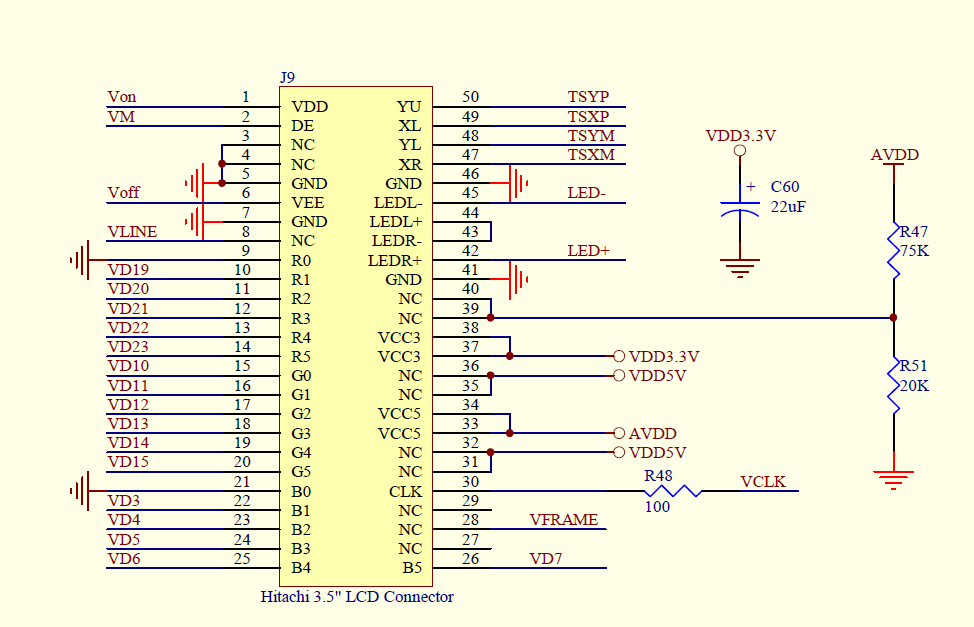 J9
Von 1 VDD YU 50 TSYP
VM 2 DE XL 49 TSXP
3 NC YL 48 TSYM
4 NC XR 47 TSXM
5 GND GND 46
Voff 6 VEE LEDL- 45 LED-
7 GND LEDL+ 44
VLINE 8 NC LEDR- 43
9 R0 LEDR+ 42 LED+
VD19 10 R1 GND 41
VD20 11 R2 NC 40
VD21 12 R3 NC 39
VD22 13 R4 VCC3 38
VD23 14 R5 VCC3 37 VDD3.3V
VD10 15 G0 NC 36 VDD5V
VD11 16 G1 NC 35
VD12 17 G2 VCC5 34
VD13 18 G3 VCC5 33 AVDD
VD14 19 G4 NC 32 VDD5V
VD15 20 G5 NC 31
21 B0 CLK 30 R48 100 VCLK
VD3 22 B1 NC 29
VD4 23 B2 NC 28 VFRAME
VD5 24 B3 NC 27
VD6 25 B4 B5 26 VD7
Hitachi 3.5" LCD Connector
VDD3.3V
+ C60
22uF
AVDD
R47
75K
R51
20K